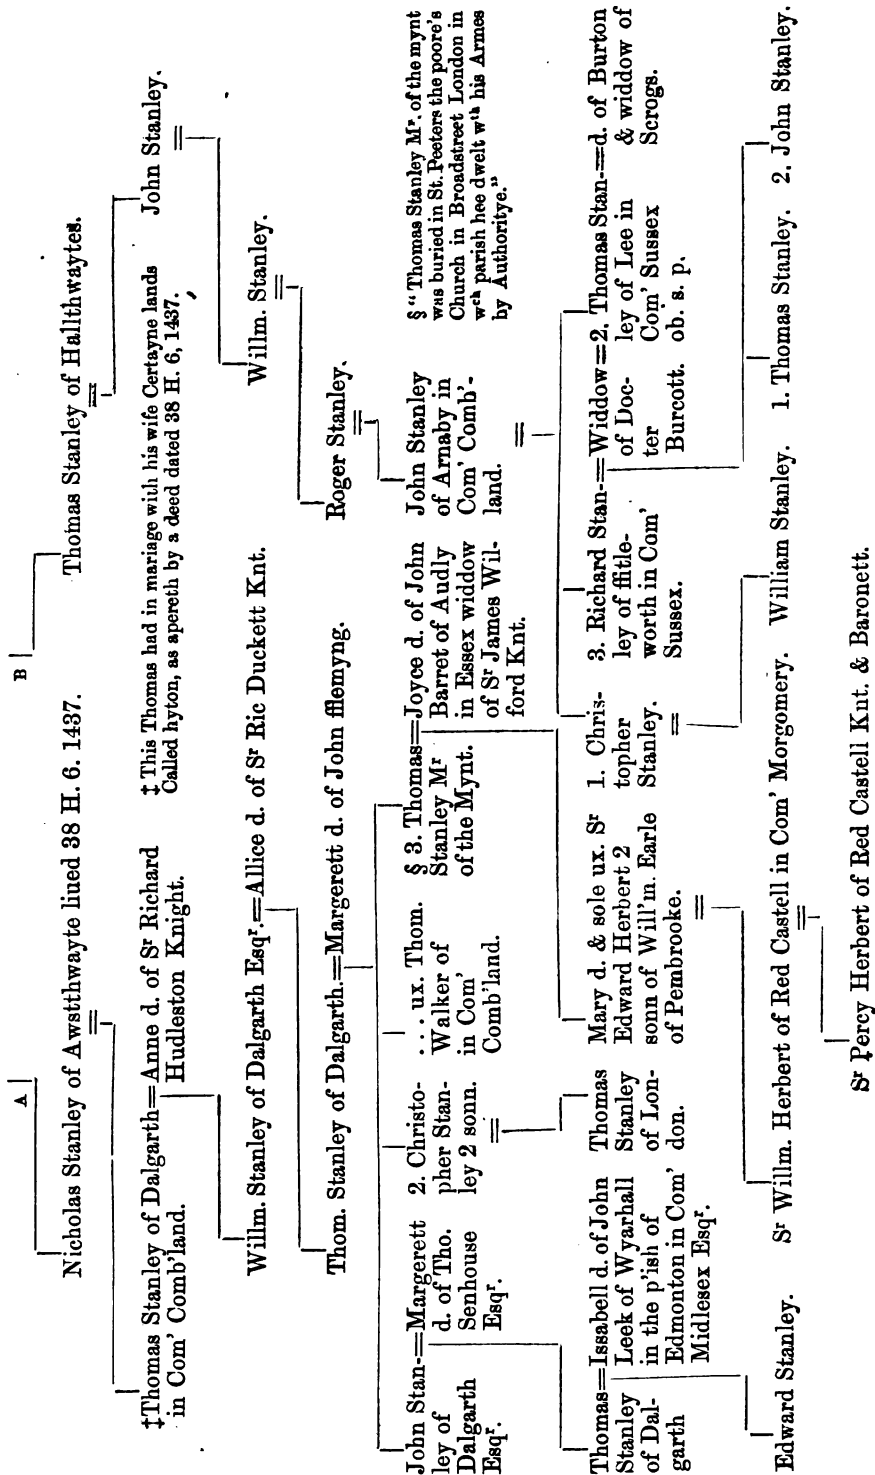 A
B
Nicholas Stanley of Awstthwayte liued 38 H. 6. 1437.
Thomas Stanley of Hallthwaytes.
‡Thomas Stanley of Dalgarth=Anne d. of Sr Richard
in Com' Comb'land. Hudleston Knight.
‡ This Thomas had in mariage with his wife Certayne lands
Called hyton, as apereth by a deed dated 38 H. 6, 1437.
John Stanley.
Willm. Stanley of Dalgarth Esqr.=Allice d. of Sr Ric Duckett Knt.
Willm. Stanley.
Thom. Stanley of Dalgarth.=Margerett d. of John fflemyng.
Roger Stanley.
John Stan-=Margerett
ley of d. of Tho.
Dalgarth Senhouse
Esqr. Esqr.
2. Christo-
pher Stan-
ley 2 sonn.
... ux. Thom.
Walker of
in Com'
Comb'land.
§ 3. Thomas=Joyce d. of John
Stanley Mr Barret of Audly
of the Mynt. in Essex widdow
of Sr James Wil-
ford Knt.
John Stanley
of Arnaby in
Com' Comb'-
land.
§ "Thomas Stanley Mr. of the mynt
was buried in St. Peeters the poore's
Church in Broadstreet London in
wch parish hee dwelt wth his Armes
by Authoritye."
Thomas=Issabell d. of John
Stanley Leek of Wyarhall
of Dal- in the p'ish of
garth Edmonton in Com'
Midlesex Esqr.
Thomas
Stanley
of Lon-
don.
Mary d. & sole ux. Sr
Edward Herbert 2
sonn of Will'm. Earle
of Pembrooke.
1. Chris-
topher
Stanley.
3. Richard Stan-=Widdow=2. Thomas Stan-=d. of Burton
ley of ffitle- of Doc- ley of Lee in & widdow of
worth in Com' ter Com' Sussex Scrogs.
Sussex. Burcott. ob. s. p.
Edward Stanley.
Sr Willm. Herbert of Red Castell in Com' Morgomery.
William Stanley.
1. Thomas Stanley.
2. John Stanley.
Sr Percy Herbert of Red Castell Knt. & Baronett.